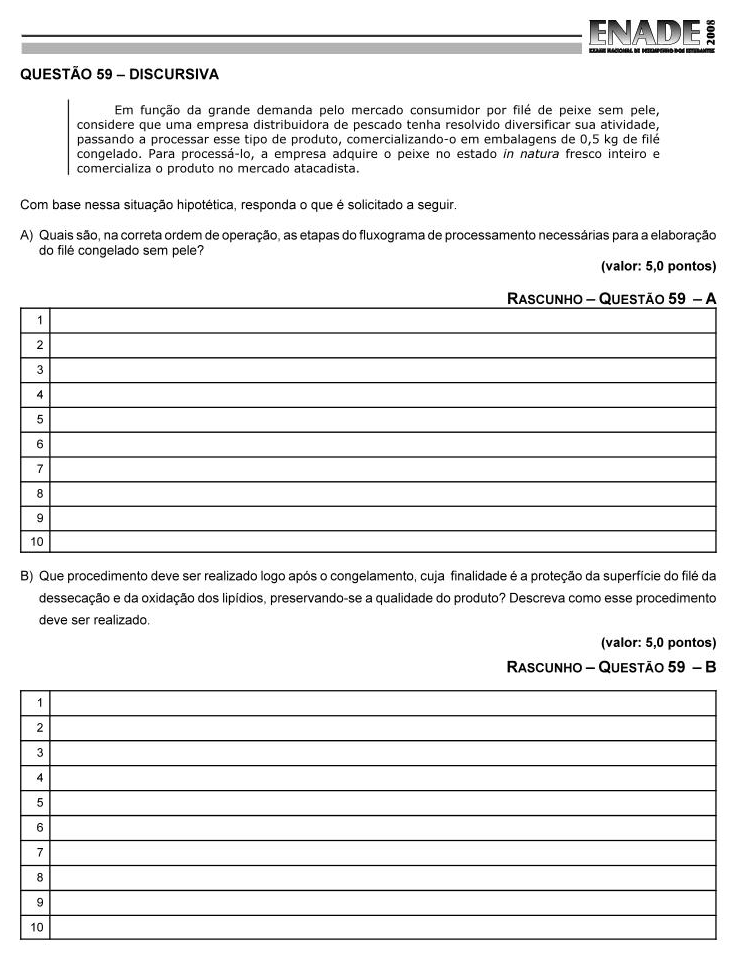 ENADE 2008
EXAME NACIONAL DE DESEMPENHO DOS ESTUDANTES
QUESTÃO 59 – DISCURSIVA
Em função da grande demanda pelo mercado consumidor por filé de peixe sem pele,
considere que uma empresa distribuidora de pescado tenha resolvido diversificar sua atividade,
passando a processar esse tipo de produto, comercializando-o em embalagens de 0,5 kg de filé
congelado. Para processá-lo, a empresa adquire o peixe no estado in natura fresco inteiro e
comercializa o produto no mercado atacadista.
Com base nessa situação hipotética, responda o que é solicitado a seguir.
A) Quais são, na correta ordem de operação, as etapas do fluxograma de processamento necessárias para a elaboração
do filé congelado sem pele?
(valor: 5,0 pontos)
RASCUNHO – QUESTÃO 59 – A
1
2
3
4
5
6
7
8
9
10
B) Que procedimento deve ser realizado logo após o congelamento, cuja finalidade é a proteção da superfície do filé da
dessecação e da oxidação dos lipídios, preservando-se a qualidade do produto? Descreva como esse procedimento
deve ser realizado.
(valor: 5,0 pontos)
RASCUNHO – QUESTÃO 59 – B
1
2
3
4
5
6
7
8
9
10